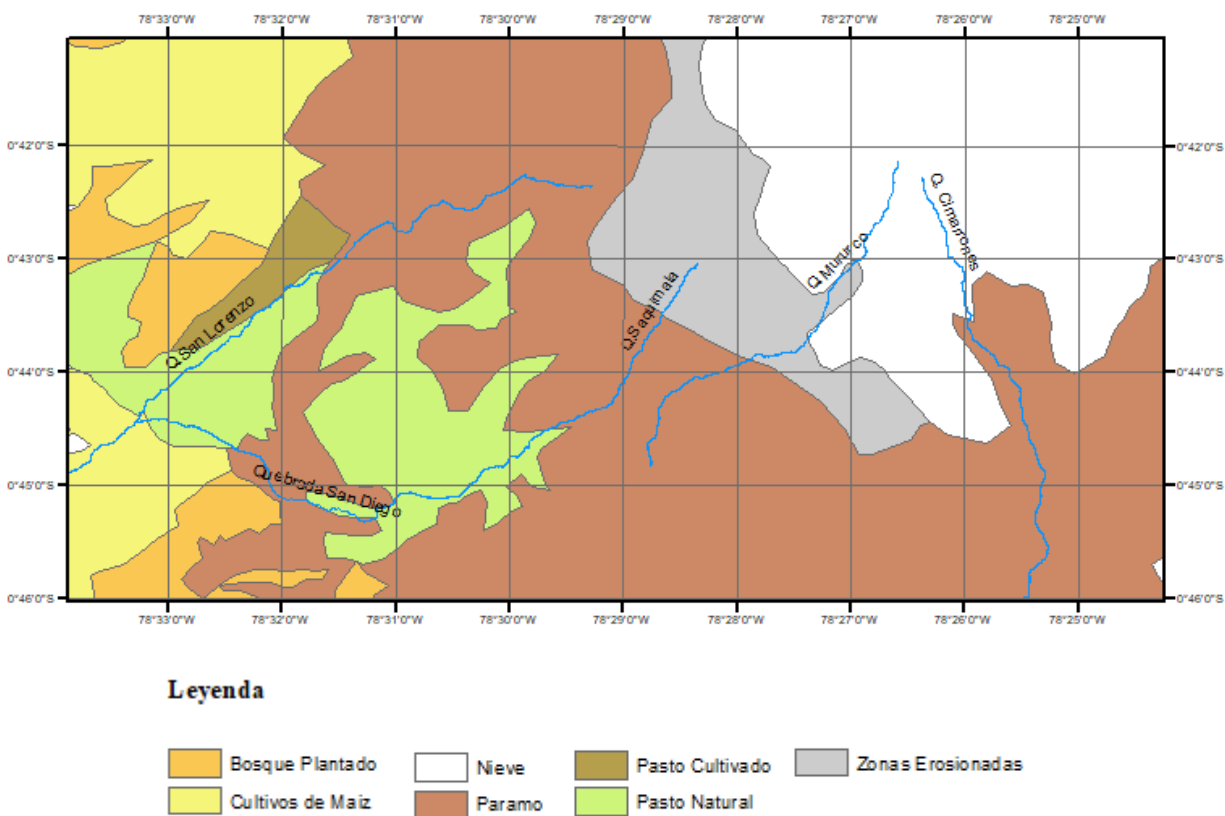 78°33'0"W 78°32'0"W 78°31'0"W 78°30'0"W 78°29'0"W 78°28'0"W 78°27'0"W 78°26'0"W 78°25'0"W
0°42'0"S 0°42'0"S
Q. Cimarrones
0°43'0"S Q. Mururco 0°43'0"S
Q. San Lorenzo Q. Saquimala
0°44'0"S 0°44'0"S
Quebrada San Diego
0°45'0"S 0°45'0"S
0°46'0"S 0°46'0"S
78°33'0"W 78°32'0"W 78°31'0"W 78°30'0"W 78°29'0"W 78°28'0"W 78°27'0"W 78°26'0"W 78°25'0"W
Leyenda
Bosque Plantado Nieve Pasto Cultivado Zonas Erosionadas
Cultivos de Maiz Paramo Pasto Natural